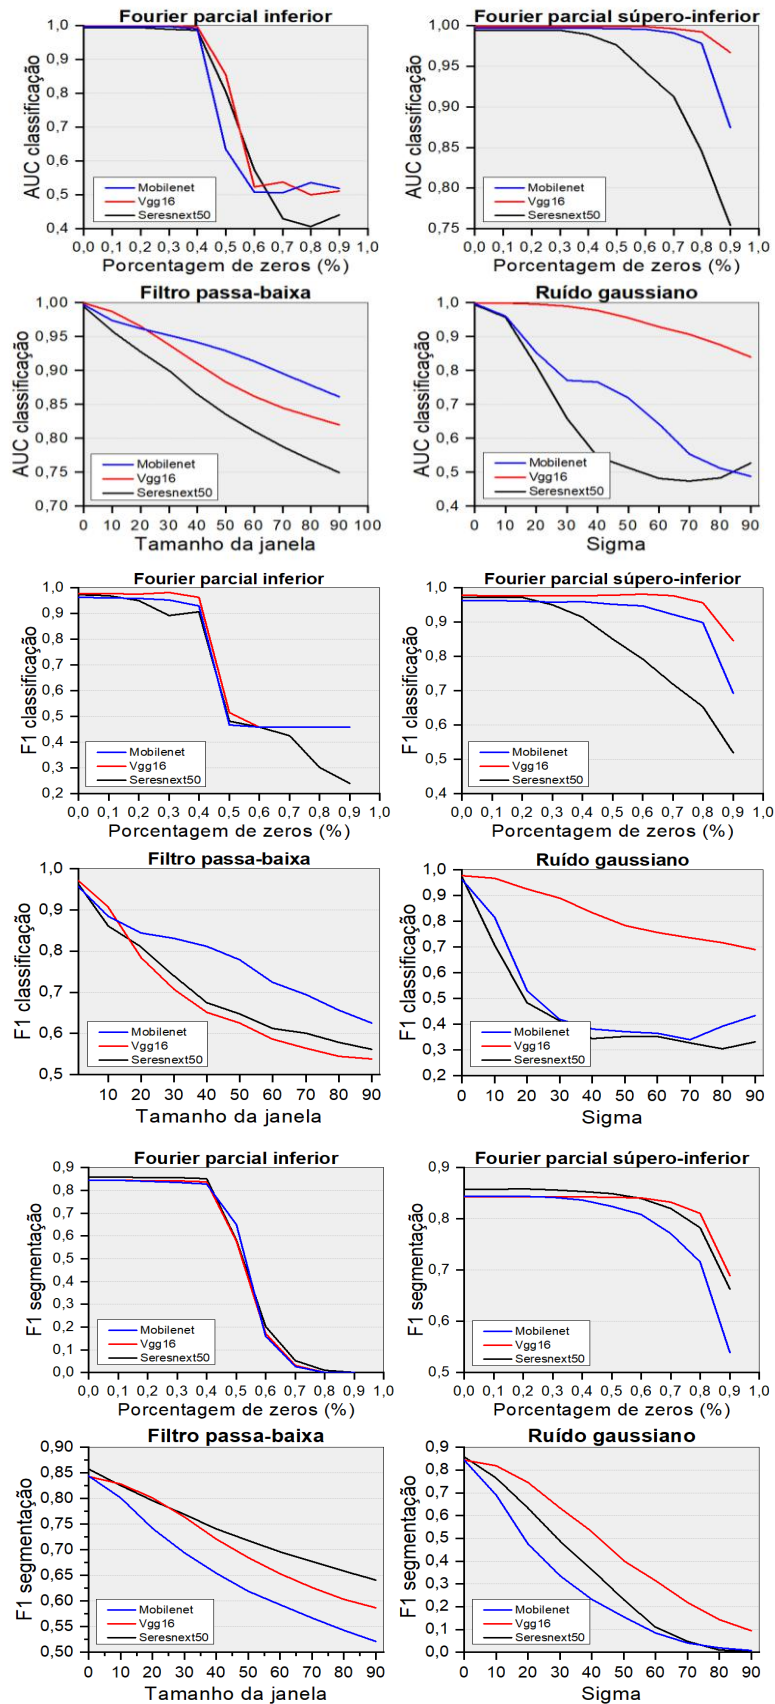 Fourier parcial inferior
AUC classificação
1,0
0,9
0,8
0,7
0,6
0,5
0,4
Mobilenet
Vgg16
Seresnext50
0,0 0,1 0,2 0,3 0,4 0,5 0,6 0,7 0,8 0,9 1,0
Porcentagem de zeros (%)
Fourier parcial súpero-inferior
AUC classificação
1,00
0,95
0,90
0,85
0,80
0,75
Mobilenet
Vgg16
Seresnext50
0,0 0,1 0,2 0,3 0,4 0,5 0,6 0,7 0,8 0,9 1,0
Porcentagem de zeros (%)
Filtro passa-baixa
AUC classificação
1,00
0,95
0,90
0,85
0,80
0,75
0,70
Mobilenet
Vgg16
Seresnext50
0 10 20 30 40 50 60 70 80 90 100
Tamanho da janela
Ruído gaussiano
AUC classificação
1,0
0,9
0,8
0,7
0,6
0,5
0,4
Mobilenet
Vgg16
Seresnext50
0 10 20 30 40 50 60 70 80 90
Sigma
Fourier parcial inferior
F1 classificação
1,0
0,9
0,8
0,7
0,6
0,5
0,4
0,3
0,2
Mobilenet
Vgg16
Seresnext50
0,0 0,1 0,2 0,3 0,4 0,5 0,6 0,7 0,8 0,9 1,0
Porcentagem de zeros (%)
Fourier parcial súpero-inferior
F1 classificação
1,0
0,9
0,8
0,7
0,6
0,5
0,4
Mobilenet
Vgg16
Seresnext50
0,0 0,1 0,2 0,3 0,4 0,5 0,6 0,7 0,8 0,9 1,0
Porcentagem de zeros (%)
Filtro passa-baixa
F1 classificação
1,0
0,9
0,8
0,7
0,6
0,5
Mobilenet
Vgg16
Seresnext50
10 20 30 40 50 60 70 80 90
Tamanho da janela
Ruído gaussiano
F1 classificação
1,0
0,9
0,8
0,7
0,6
0,5
0,4
0,3
0,2
Mobilenet
Vgg16
Seresnext50
0 10 20 30 40 50 60 70 80 90
Sigma
Fourier parcial inferior
F1 segmentação
0,9
0,8
0,7
0,6
0,5
0,4
0,3
0,2
0,1
0,0
Mobilenet
Vgg16
Seresnext50
0,0 0,1 0,2 0,3 0,4 0,5 0,6 0,7 0,8 0,9 1,0
Porcentagem de zeros (%)
Fourier parcial súpero-inferior
F1 segmentação
0,9
0,8
0,7
0,6
0,5
Mobilenet
Vgg16
Seresnext50
0,0 0,1 0,2 0,3 0,4 0,5 0,6 0,7 0,8 0,9 1,0
Porcentagem de zeros (%)
Filtro passa-baixa
F1 segmentação
0,90
0,85
0,80
0,75
0,70
0,65
0,60
0,55
0,50
Mobilenet
Vgg16
Seresnext50
0 10 20 30 40 50 60 70 80 90
Tamanho da janela
Ruído gaussiano
F1 segmentação
0,9
0,8
0,7
0,6
0,5
0,4
0,3
0,2
0,1
0,0
Mobilenet
Vgg16
Seresnext50
0 10 20 30 40 50 60 70 80 90
Sigma